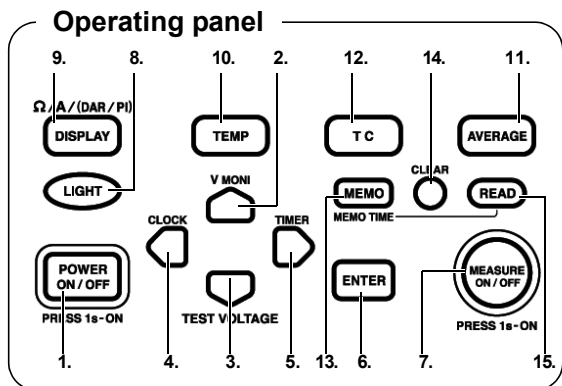 Operating panel
9. 8. 10. 2. 12. 14. 11.
Ω/A/(DAR/PI)
DISPLAY TEMP TC AVERAGE
LIGHT V MONI MEMO CLEAR READ
MEMO TIME
CLOCK TIMER
POWER
ON/OFF
ENTER MEASURE
ON/OFF
PRESS 1s-ON TEST VOLTAGE PRESS 1s-ON
1. 4. 3. 5. 13. 6. 7. 15.